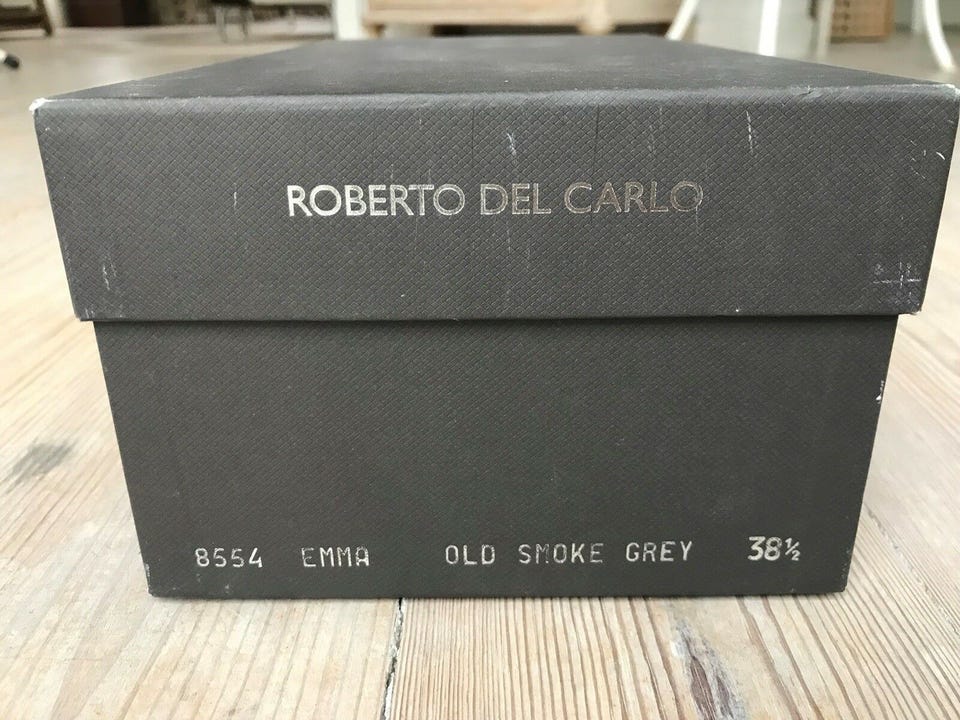 ROBERTO DEL CARLO
8554 EMMA OLD SMOKE GREY 38½